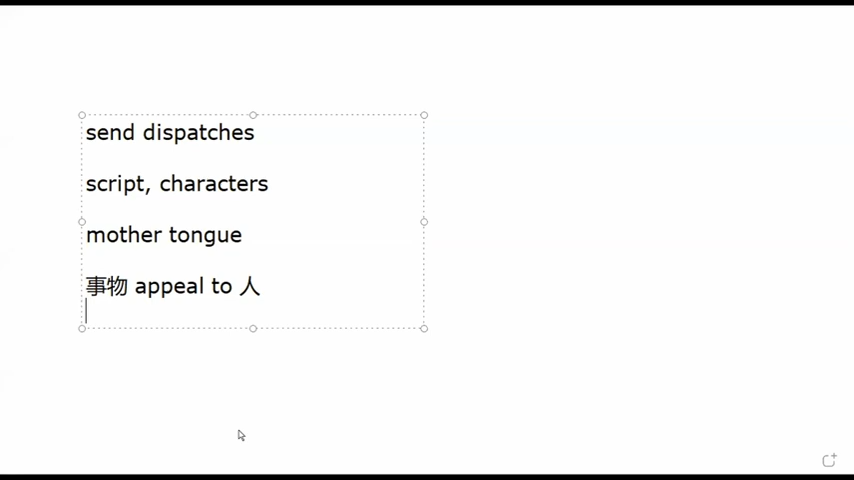 send dispatches
script, characters
mother tongue
事物 appeal to 人